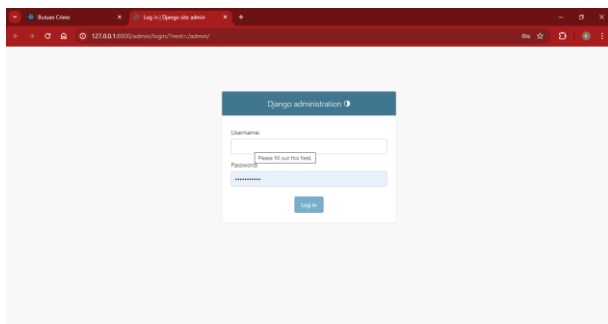 Butuan Crime
Log in | Django site admin
127.0.0.1:8000/admin/login/?next=/admin/
Django administration
Username:
Please fill out this field.
Password:
Log in